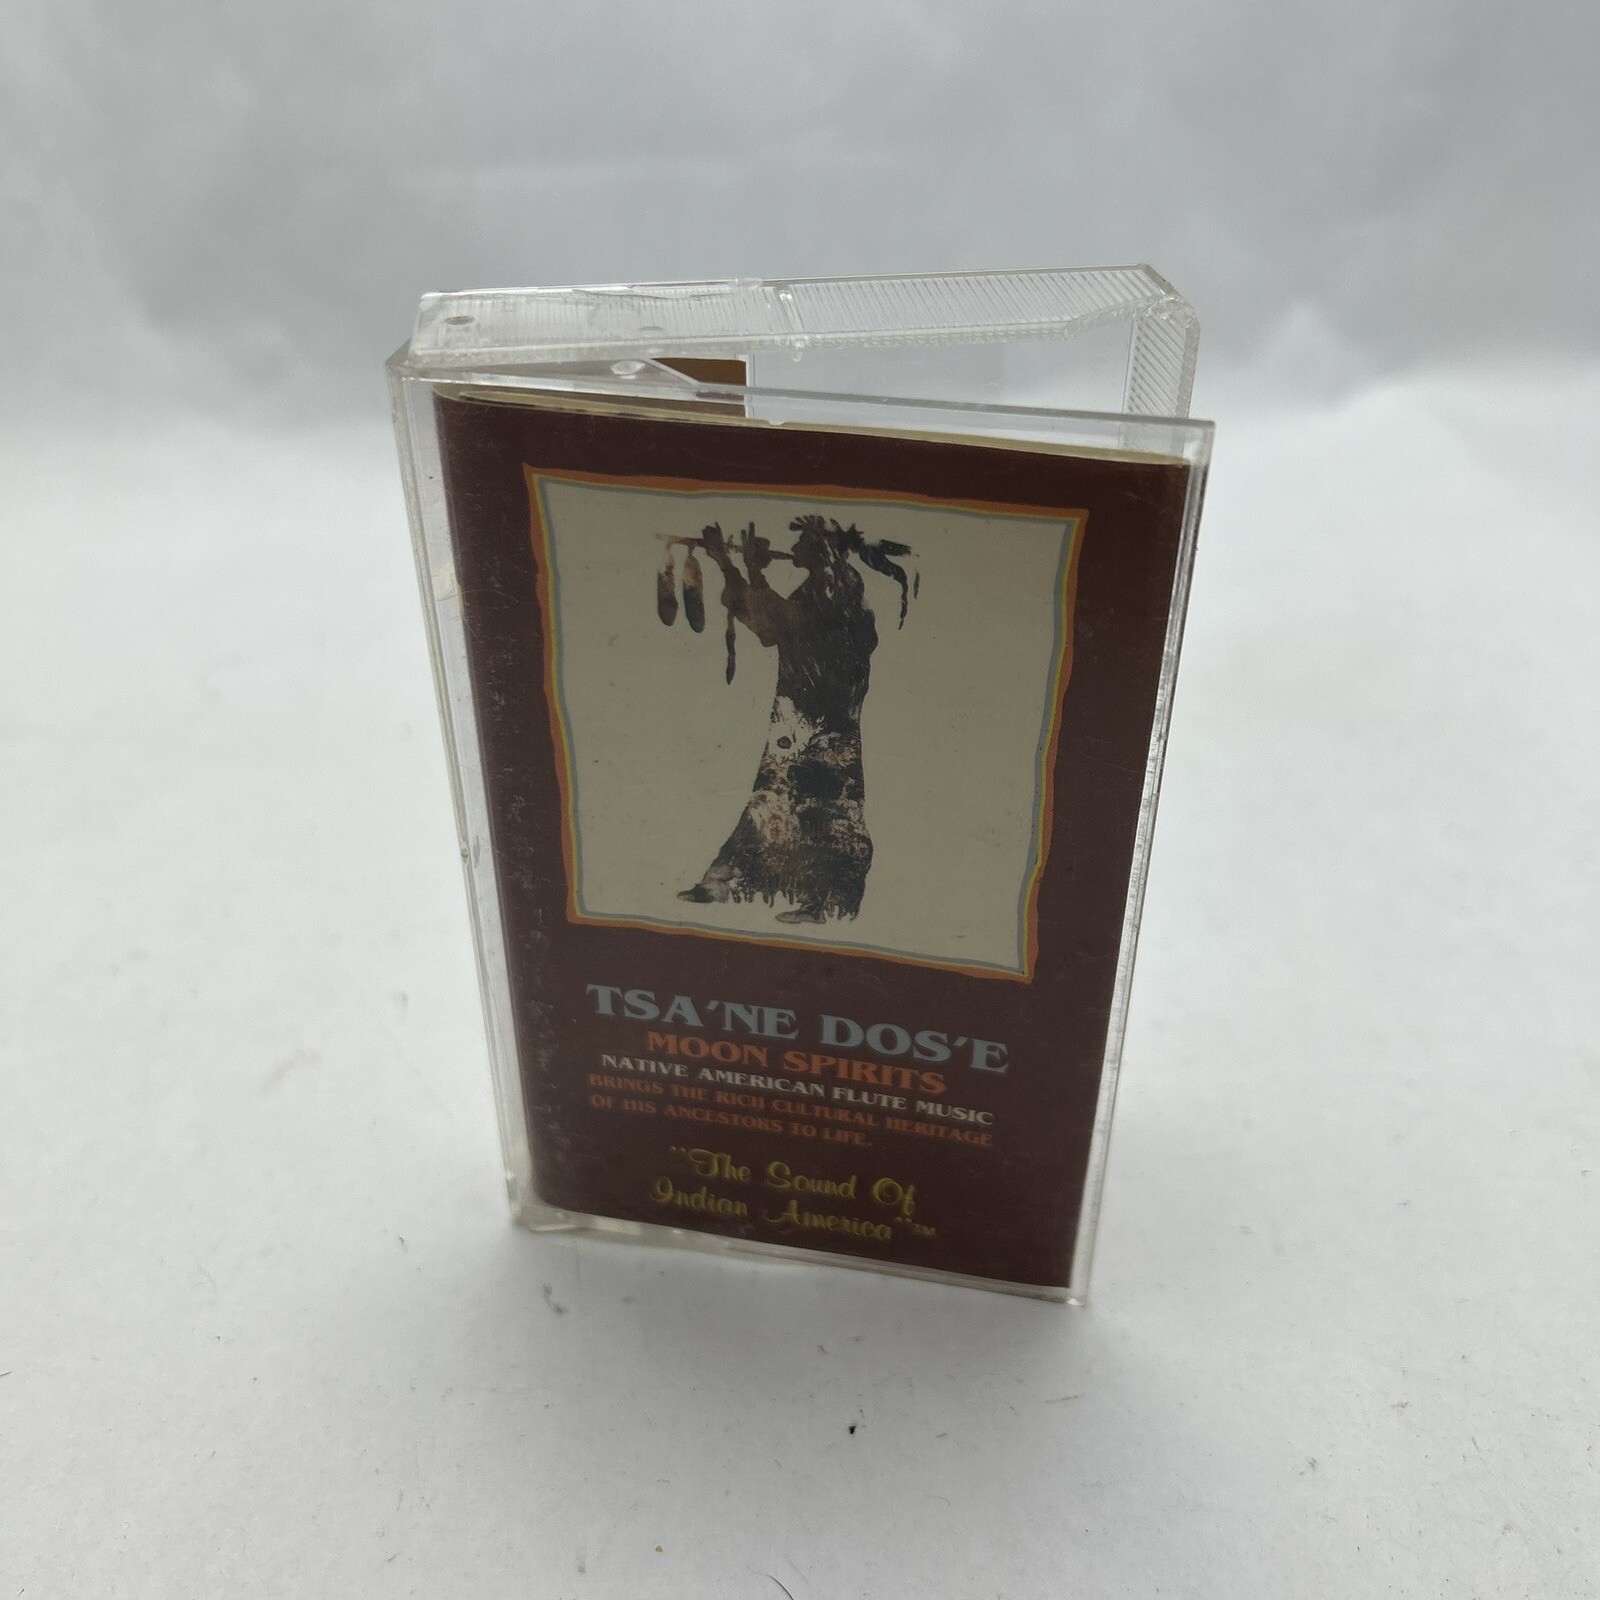 TSA'NE DOS'E
MOON SPIRITS
NATIVE AMERICAN FLUTE MUSIC
BRINGS THE RICH CULTURAL HERITAGE
OF HIS ANCESTORS TO LIFE.
"The Sound Of
Indian America"™